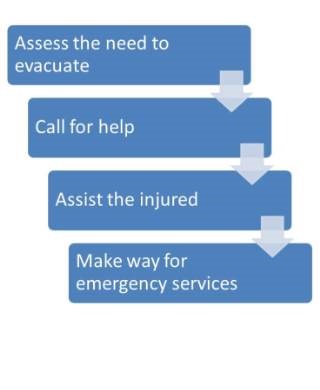 Assess the need to
evacuate
Call for help
Assist the injured
Make way for
emergency services